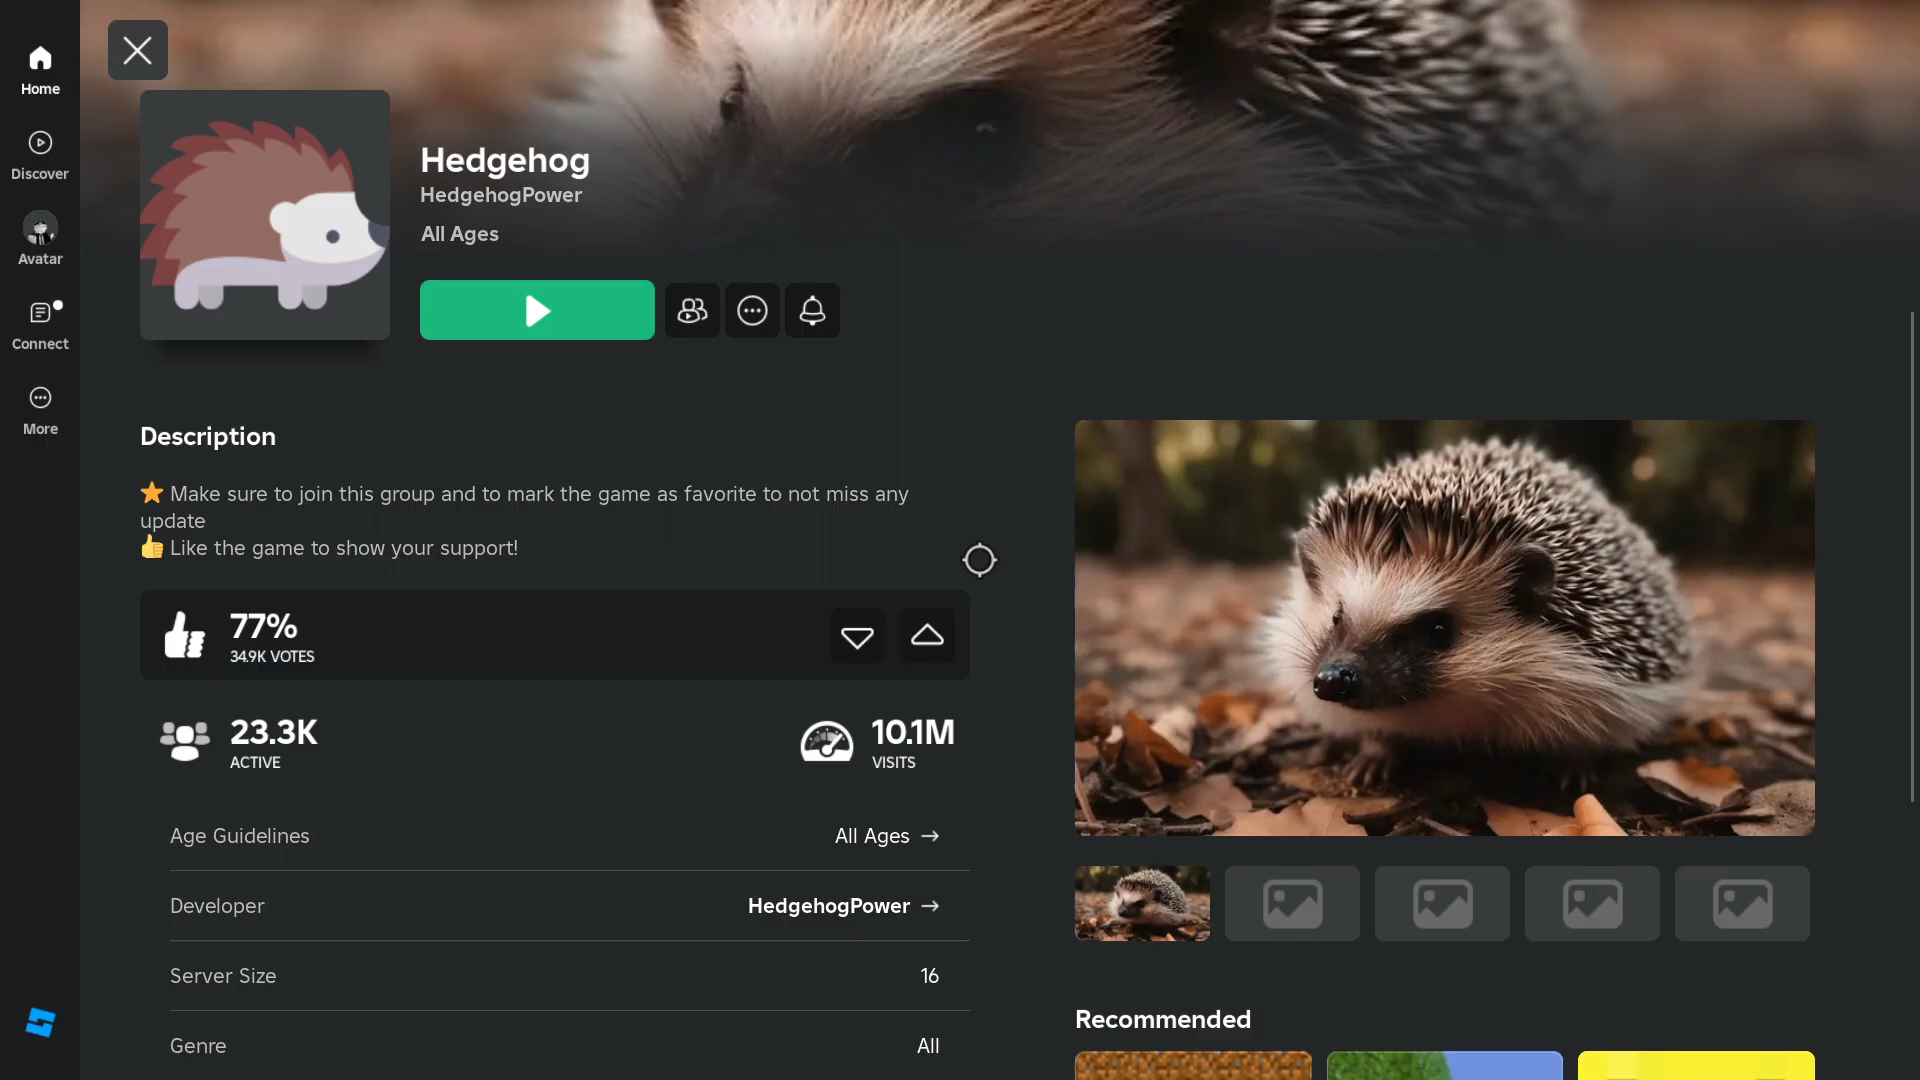 Home
Discover
Avatar
Connect
More
Hedgehog
HedgehogPower
All Ages
Description
⭐ Make sure to join this group and to mark the game as favorite to not miss any
update
👍 Like the game to show your support!
77%
34.9K VOTES
23.3K
ACTIVE
10.1M
VISITS
Age Guidelines
All Ages →
Developer
HedgehogPower →
Server Size
16
Genre
All
Recommended